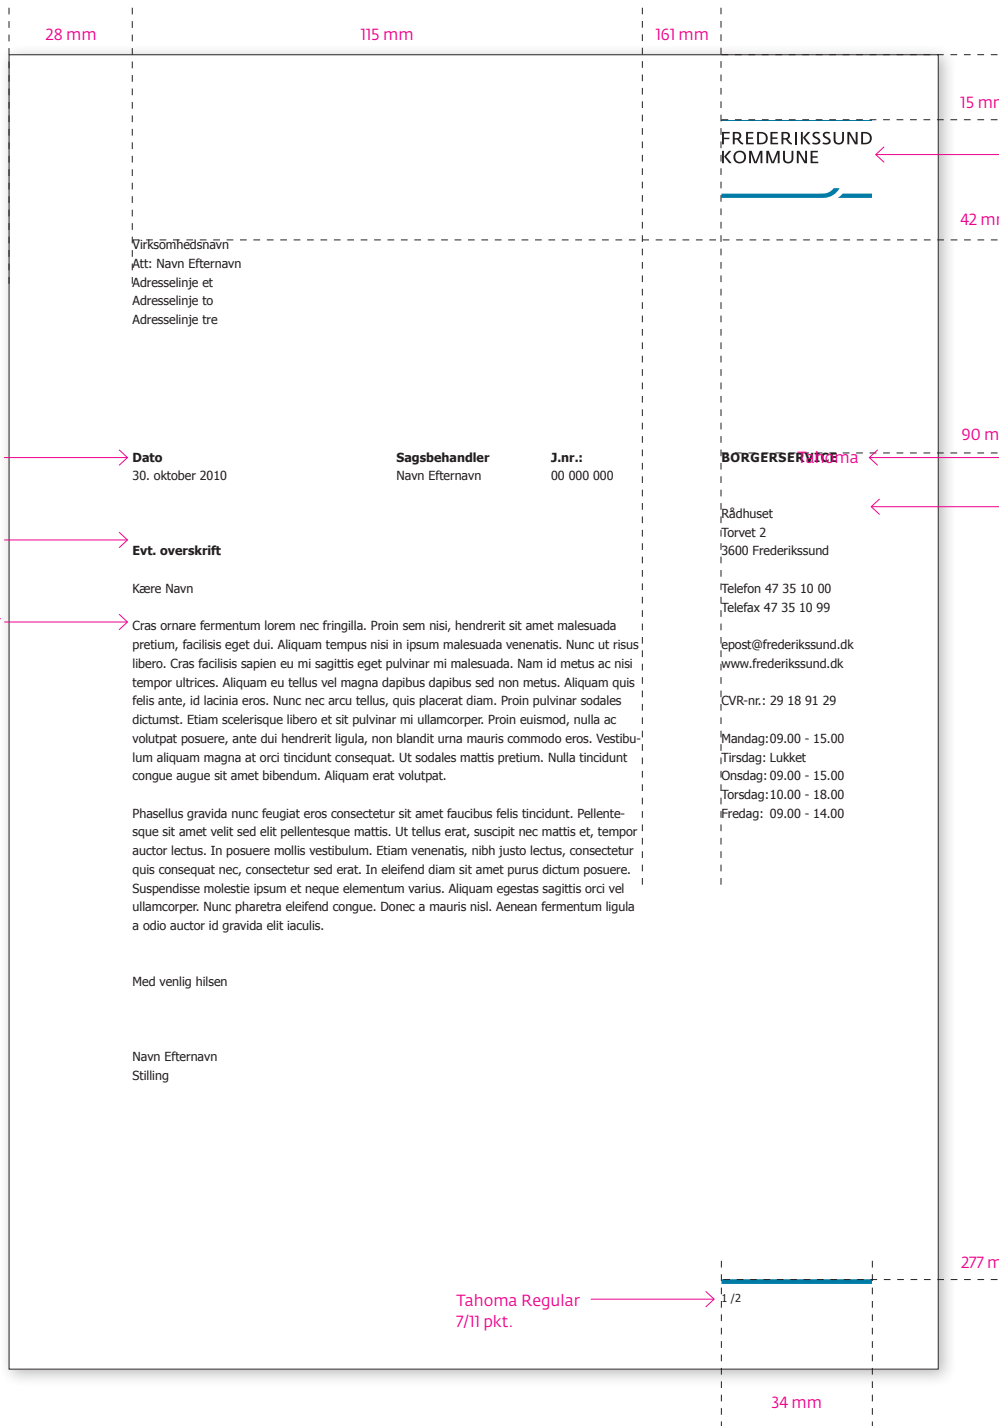 28 mm
115 mm
161 mm
15 mm
FREDERIKSSUND
KOMMUNE
42 mm
Virksomhedsnavn
Att: Navn Efternavn
Adresselinje et
Adresselinje to
Adresselinje tre
90 m
Dato
30. oktober 2010
Sagsbehandler
Navn Efternavn
J.nr.:
00 000 000
BORGERSERVICE
Tahoma
Rådhuset
Torvet 2
3600 Frederikssund
Telefon 47 35 10 00
Telefax 47 35 10 99
epost@frederikssund.dk
www.frederikssund.dk
CVR-nr.: 29 18 91 29
Mandag: 09.00 - 15.00
Tirsdag: Lukket
Onsdag: 09.00 - 15.00
Torsdag: 10.00 - 18.00
Fredag: 09.00 - 14.00
Evt. overskrift
Kære Navn
Cras ornare fermentum lorem nec fringilla. Proin sem nisi, hendrerit sit amet malesuada
pretium, facilisis eget dui. Aliquam tempus nisi in ipsum malesuada venenatis. Nunc ut risus
libero. Cras facilisis sapien eu mi sagittis eget pulvinar mi malesuada. Nam id metus ac nisi
tempor ultrices. Aliquam eu tellus vel magna dapibus dapibus sed non metus. Aliquam quis
felis ante, id lacinia eros. Nunc nec arcu tellus, quis placerat diam. Proin pulvinar sodales
dictumst. Etiam scelerisque libero et sit pulvinar mi ullamcorper. Proin euismod, nulla ac
volutpat posuere, ante dui hendrerit ligula, non blandit urna mauris commodo eros. Vestibu-
lum aliquam magna at orci tincidunt consequat. Ut sodales mattis pretium. Nulla tincidunt
congue augue sit amet bibendum. Aliquam erat volutpat.
Phasellus gravida nunc feugiat eros consectetur sit amet faucibus felis tincidunt. Pellente-
sque sit amet velit sed elit pellentesque mattis. Ut tellus erat, suscipit nec mattis et, tempor
auctor lectus. In posuere mollis vestibulum. Etiam venenatis, nibh justo lectus, consectetur
quis consequat nec, consectetur sed erat. In eleifend diam sit amet purus dictum posuere.
Suspendisse molestie ipsum et neque elementum varius. Aliquam egestas sagittis orci vel
ullamcorper. Nunc pharetra eleifend congue. Donec a mauris nisl. Aenean fermentum ligula
a odio auctor id gravida elit iaculis.
Med venlig hilsen
Navn Efternavn
Stilling
277 m
Tahoma Regular
7/11 pkt.
1 /2
34 mm